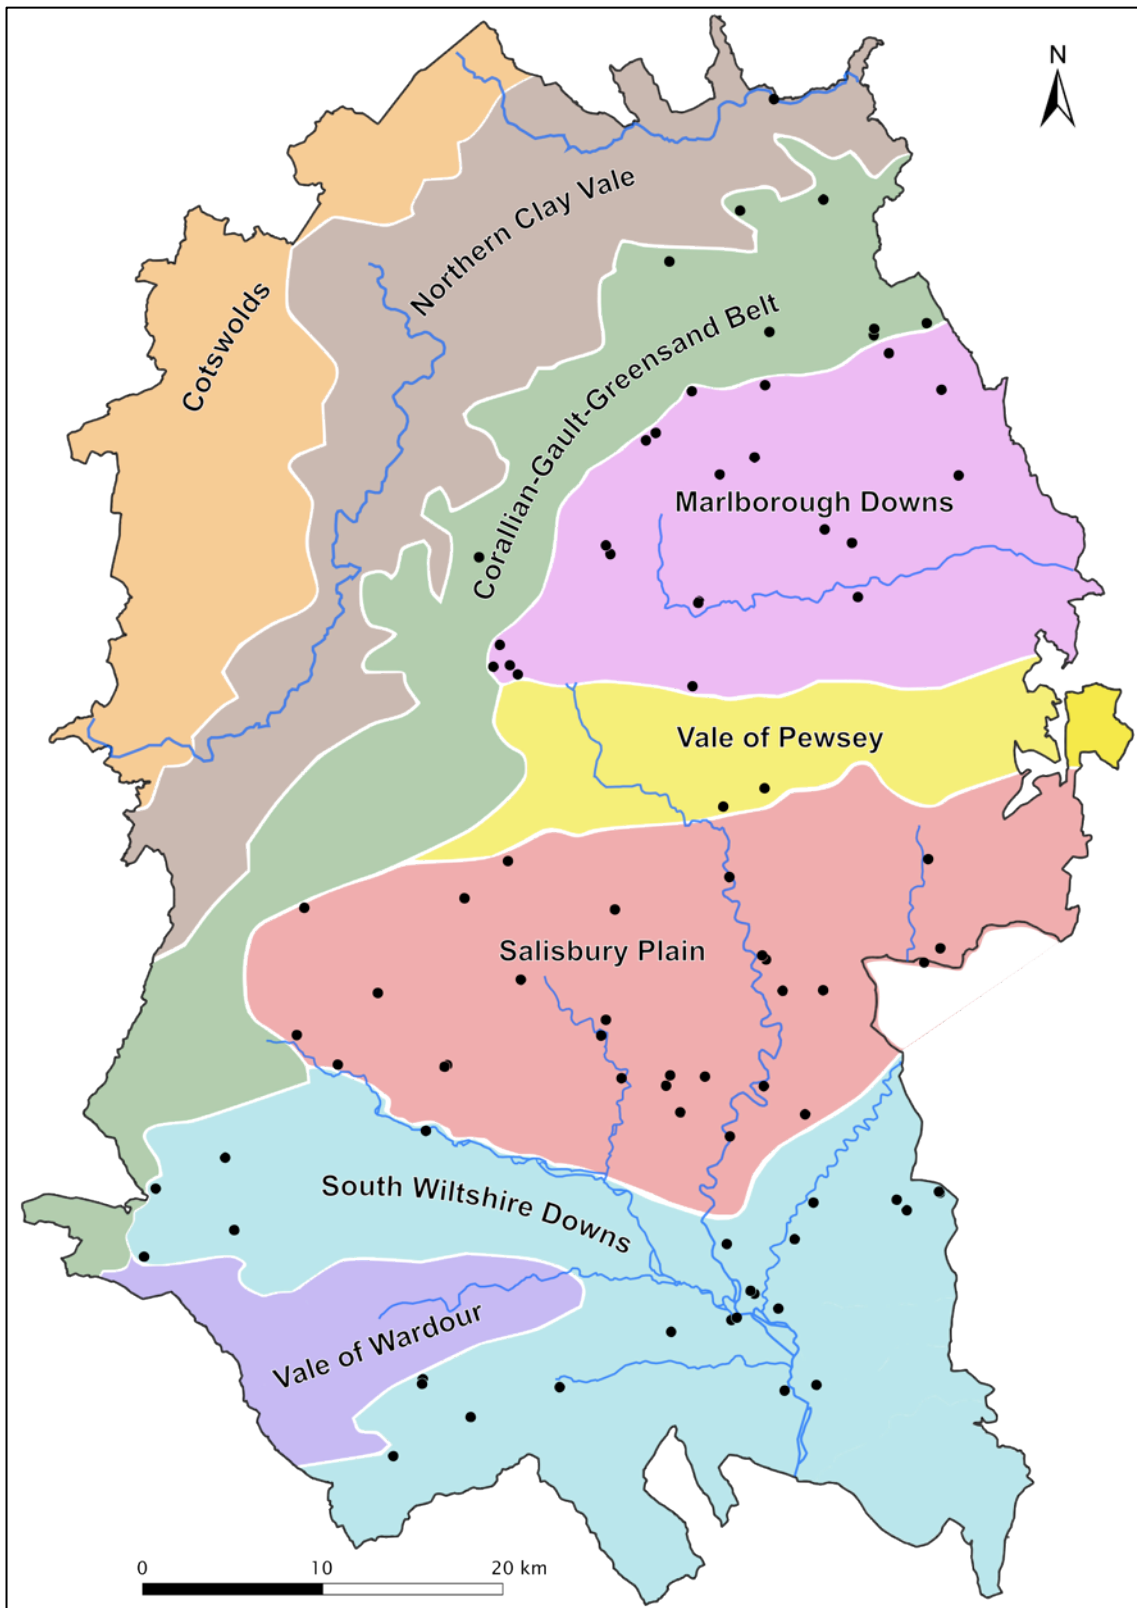 N
Northern Clay Vale
Cotswolds
Corallian-Gault-Greensand Belt
Marlborough Downs
Vale of Pewsey
Salisbury Plain
South Wiltshire Downs
Vale of Wardour
0 10 20 km